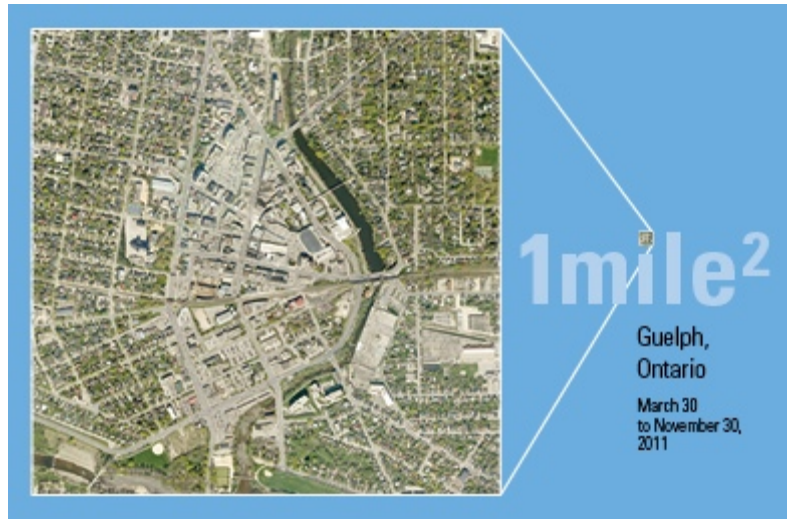 1mile²
Guelph,
Ontario
March 30
to November 30,
2011